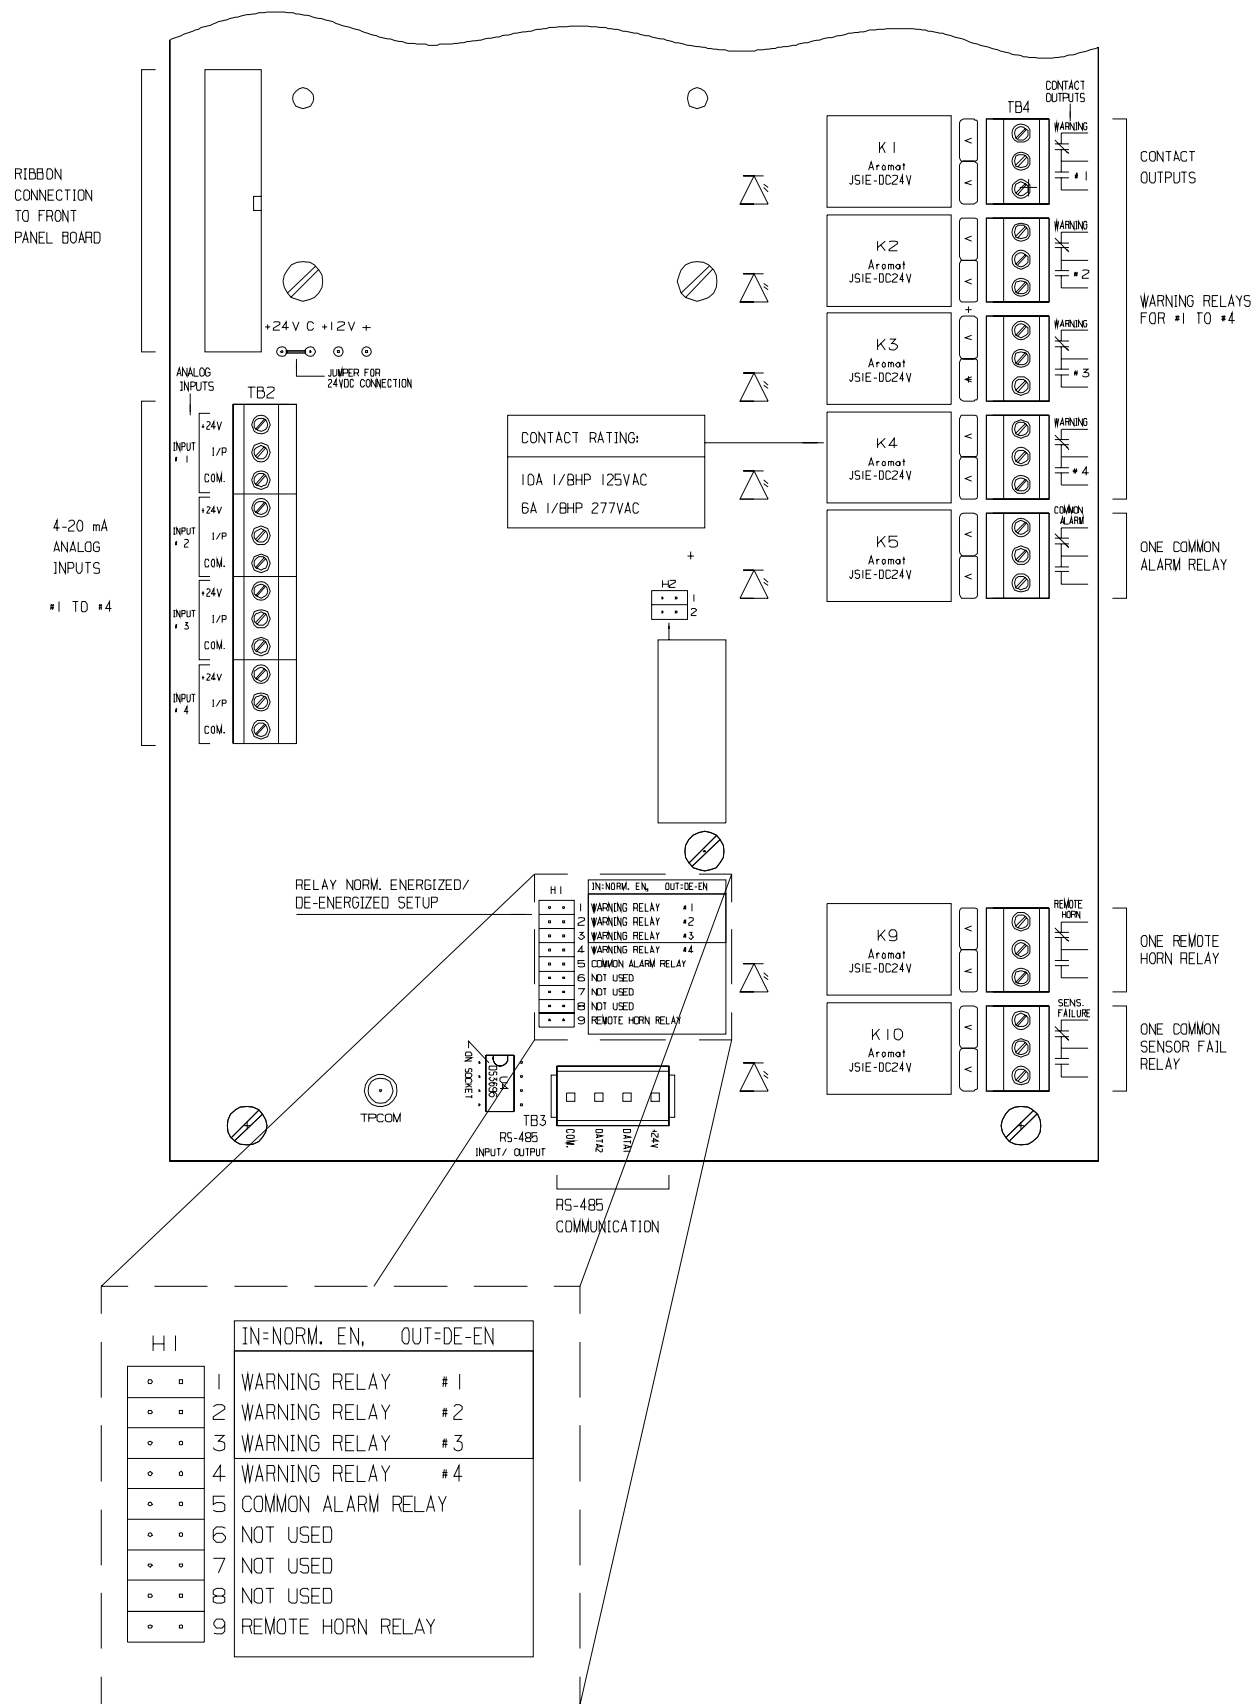 RIBBON
CONNECTION
TO FRONT
PANEL BOARD
+24V C +12V +
JUMPER FOR
24VDC CONNECTION
ANALOG
INPUTS
TB2
INPUT
#1
+24V
I/P
COM.
INPUT
#2
+24V
I/P
COM.
INPUT
#3
+24V
I/P
COM.
INPUT
#4
+24V
I/P
COM.
4-20 mA
ANALOG
INPUTS
#1 TO #4
CONTACT RATING:
10A 1/8HP 125VAC
6A 1/8HP 277VAC
K1
Aromat
JS1E-DC24V
K2
Aromat
JS1E-DC24V
K3
Aromat
JS1E-DC24V
K4
Aromat
JS1E-DC24V
K5
Aromat
JS1E-DC24V
TB4
CONTACT
OUTPUTS
WARNING
#1
WARNING
#2
WARNING
#3
WARNING
#4
COMMON
ALARM
CONTACT
OUTPUTS
WARNING RELAYS
FOR #1 TO #4
ONE COMMON
ALARM RELAY
H2
1
2
RELAY NORM. ENERGIZED/
DE-ENERGIZED SETUP
H1
IN=NORM. EN, OUT=DE-EN
1 WARNING RELAY #1
2 WARNING RELAY #2
3 WARNING RELAY #3
4 WARNING RELAY #4
5 COMMON ALARM RELAY
6 NOT USED
7 NOT USED
8 NOT USED
9 REMOTE HORN RELAY
K9
Aromat
JS1E-DC24V
REMOTE
HORN
ONE REMOTE
HORN RELAY
K10
Aromat
JS1E-DC24V
SENS.
FAILURE
ONE COMMON
SENSOR FAIL
RELAY
TPCOM
ON SOCKET
DS3696
U4
TB3
RS-485
INPUT/ OUTPUT
COM.
DATA2
DATA1
+24V
RS-485
COMMUNICATION
H1
IN=NORM. EN, OUT=DE-EN
1 WARNING RELAY #1
2 WARNING RELAY #2
3 WARNING RELAY #3
4 WARNING RELAY #4
5 COMMON ALARM RELAY
6 NOT USED
7 NOT USED
8 NOT USED
9 REMOTE HORN RELAY